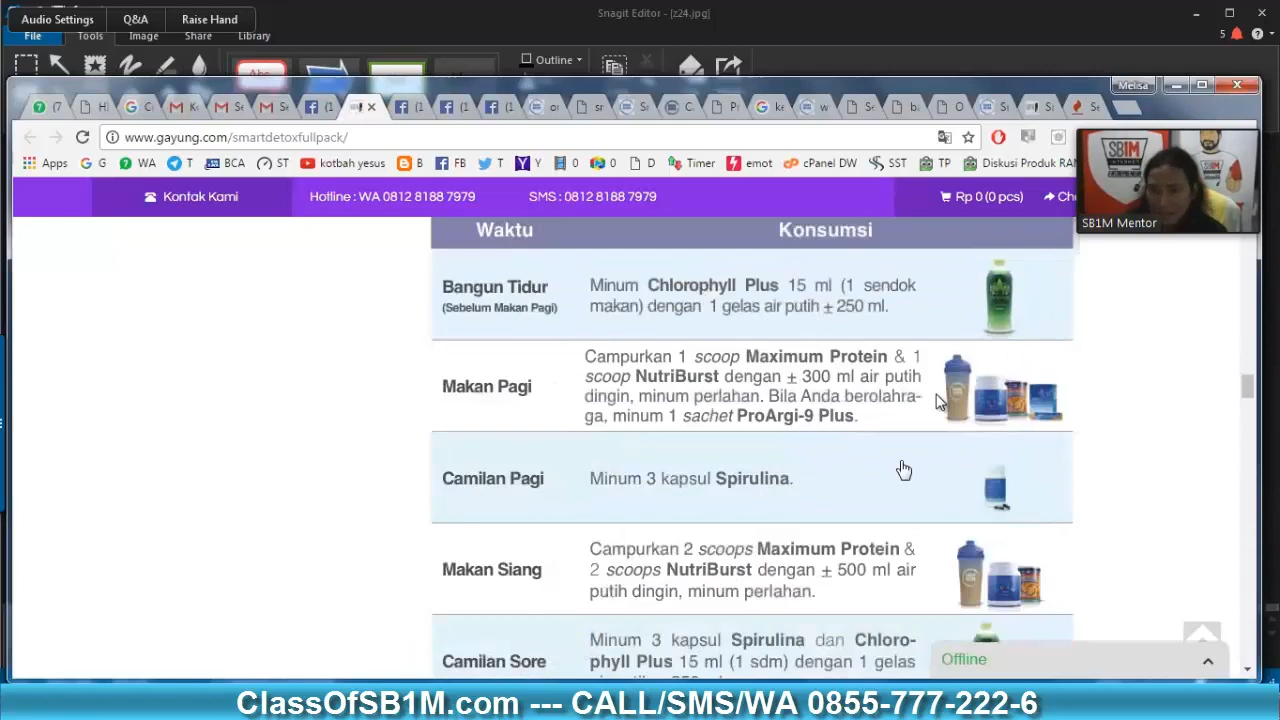 Audio Settings
Q&A
Raise Hand
Snagit Editor - [z24.jpg]
5
File
Tools
Image
Share
Library
Abc
Outline
Melisa
www.gayung.com/smartdetoxfullpack/
Apps
G
WA
T
BCA
ST
kotbah yesus
B
FB
T
Y
0
0
D
Timer
emot
cPanel DW
SST
TP
Diskusi Produk RAN
Kontak Kami
Hotline : WA 0812 8188 7979
SMS : 0812 8188 7979
Rp 0 (0 pcs)
SB1M
SB1M Mentor
Waktu
Konsumsi
Bangun Tidur
(Sebelum Makan Pagi)
Minum Chlorophyll Plus 15 ml (1 sendok
makan) dengan 1 gelas air putih ± 250 ml.
Makan Pagi
Campurkan 1 scoop Maximum Protein & 1
scoop NutriBurst dengan ± 300 ml air putih
dingin, minum perlahan. Bila Anda berolahra-
ga, minum 1 sachet ProArgi-9 Plus.
Camilan Pagi
Minum 3 kapsul Spirulina.
Makan Siang
Campurkan 2 scoops Maximum Protein &
2 scoops NutriBurst dengan ± 500 ml air
putih dingin, minum perlahan.
Camilan Sore
Minum 3 kapsul Spirulina dan Chloro-
phyll Plus 15 ml (1 sdm) dengan 1 gelas
Offline
ClassOfSB1M.com --- CALL/SMS/WA 0855-777-222-6